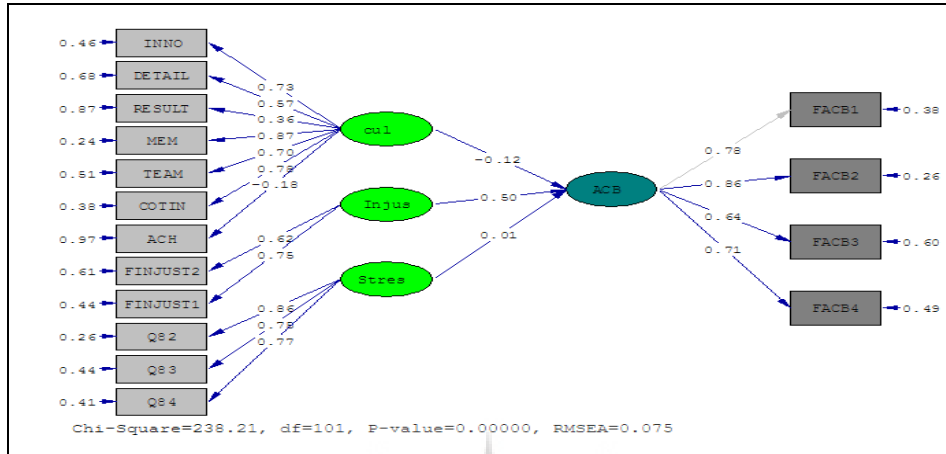 0.46 INNO
0.68 DETAIL
0.87 RESULT
0.24 MEM
0.51 TEAM
0.38 COTIN
0.97 ACH
0.61 FINJUST2
0.44 FINJUST1
0.26 Q82
0.44 Q83
0.41 Q84
0.73
0.57
0.36
0.87
0.70
0.78
-0.18
0.62
0.75
0.86
0.78
0.77
cul
Injus
Stres
-0.12
0.50
0.01
ACB
0.78
0.86
0.64
0.71
FACB1 0.38
FACB2 0.26
FACB3 0.60
FACB4 0.49
Chi-Square=238.21, df=101, P-value=0.00000, RMSEA=0.075